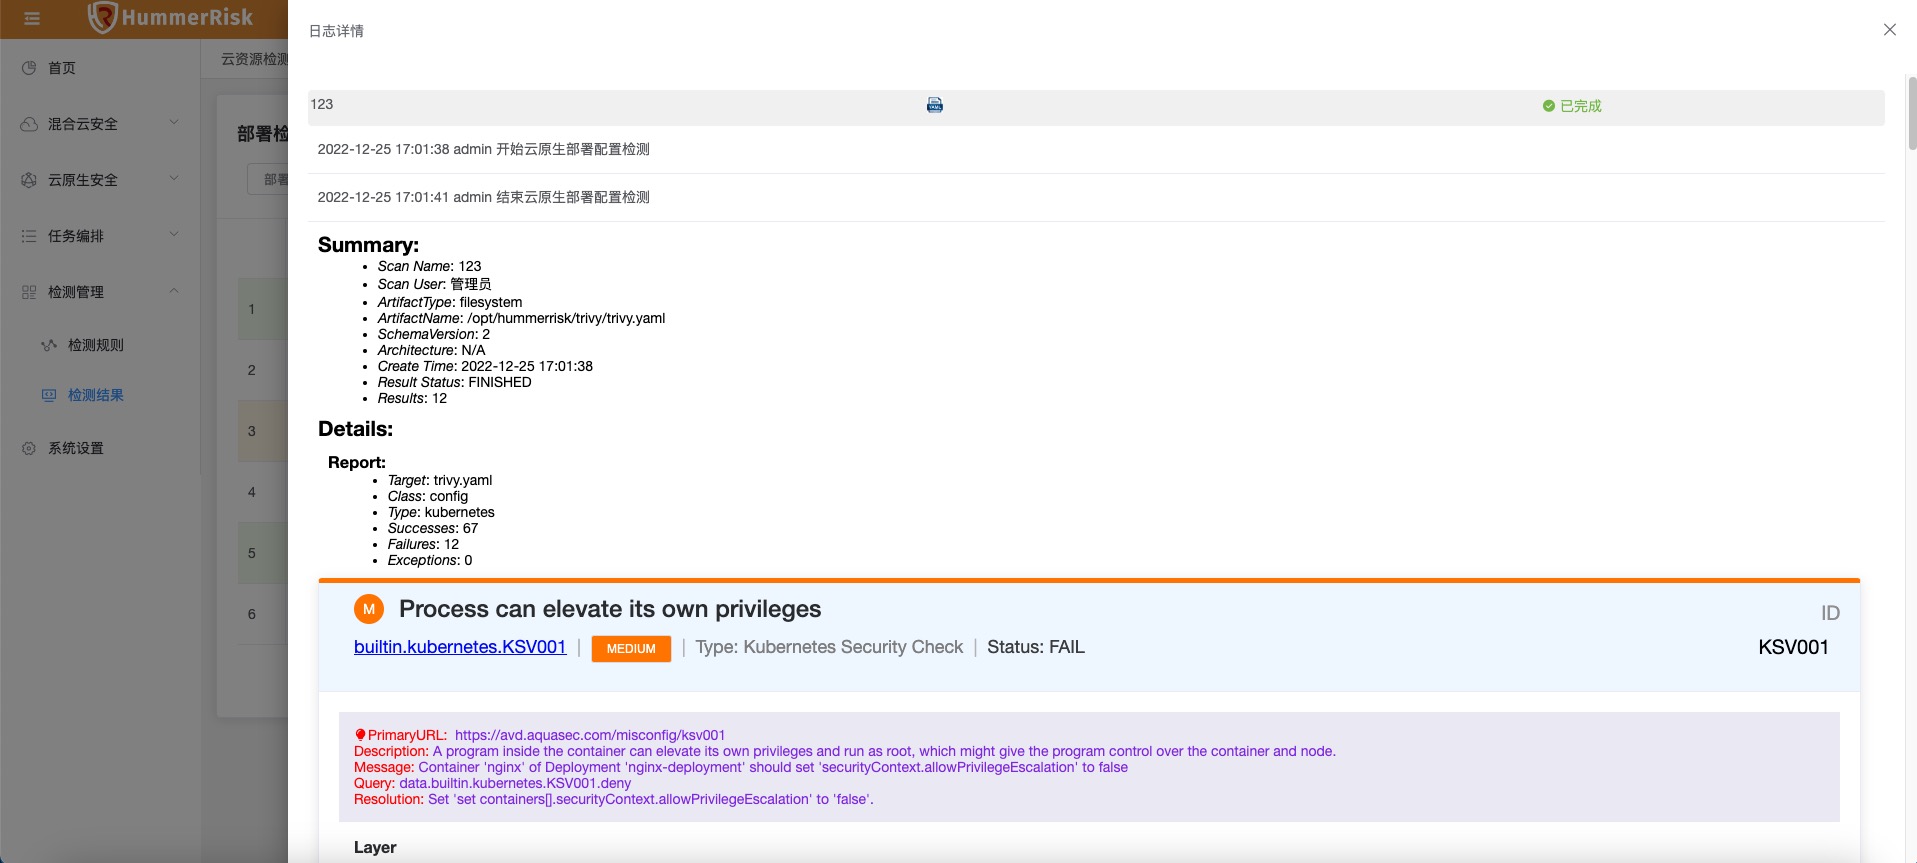 HummerRisk
首页
混合云安全
云原生安全
任务编排
检测管理
检测规则
检测结果
系统设置
云资源检测
部署检
部署
1
2
3
4
5
6
日志详情
123
YAML
已完成
2022-12-25 17:01:38 admin 开始云原生部署配置检测
2022-12-25 17:01:41 admin 结束云原生部署配置检测
Summary:
Scan Name: 123
Scan User: 管理员
ArtifactType: filesystem
ArtifactName: /opt/hummerrisk/trivy/trivy.yaml
SchemaVersion: 2
Architecture: N/A
Create Time: 2022-12-25 17:01:38
Result Status: FINISHED
Results: 12
Details:
Report:
Target: trivy.yaml
Class: config
Type: kubernetes
Successes: 67
Failures: 12
Exceptions: 0
M Process can elevate its own privileges
ID
builtin.kubernetes.KSV001 | MEDIUM | Type: Kubernetes Security Check | Status: FAIL
KSV001
PrimaryURL: https://avd.aquasec.com/misconfig/ksv001
Description: A program inside the container can elevate its own privileges and run as root, which might give the program control over the container and node.
Message: Container 'nginx' of Deployment 'nginx-deployment' should set 'securityContext.allowPrivilegeEscalation' to false
Query: data.builtin.kubernetes.KSV001.deny
Resolution: Set 'set containers[].securityContext.allowPrivilegeEscalation' to 'false'.
Layer